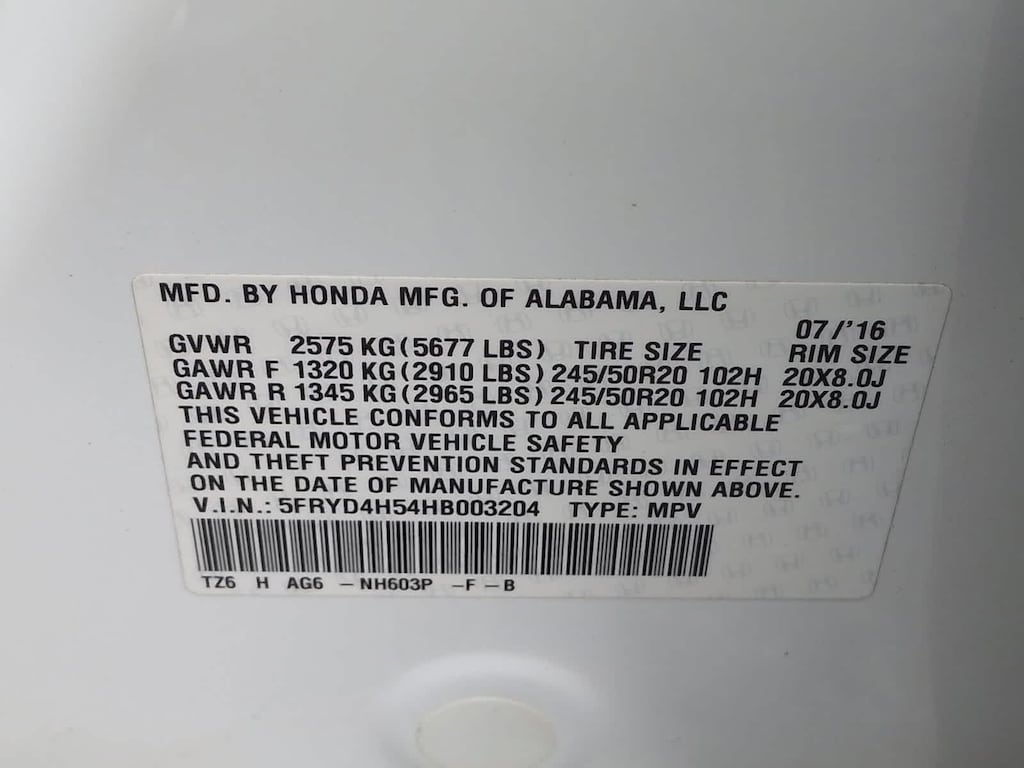 MFD. BY HONDA MFG. OF ALABAMA, LLC
07/'16
GVWR 2575 KG (5677 LBS) TIRE SIZE RIM SIZE
GAWR F 1320 KG (2910 LBS) 245/50R20 102H 20X8.0J
GAWR R 1345 KG (2965 LBS) 245/50R20 102H 20X8.0J
THIS VEHICLE CONFORMS TO ALL APPLICABLE
FEDERAL MOTOR VEHICLE SAFETY
AND THEFT PREVENTION STANDARDS IN EFFECT
ON THE DATE OF MANUFACTURE SHOWN ABOVE.
V.I.N.: 5FRYD4H54HB003204 TYPE: MPV
TZ6 H AG6 – NH603P –F – B